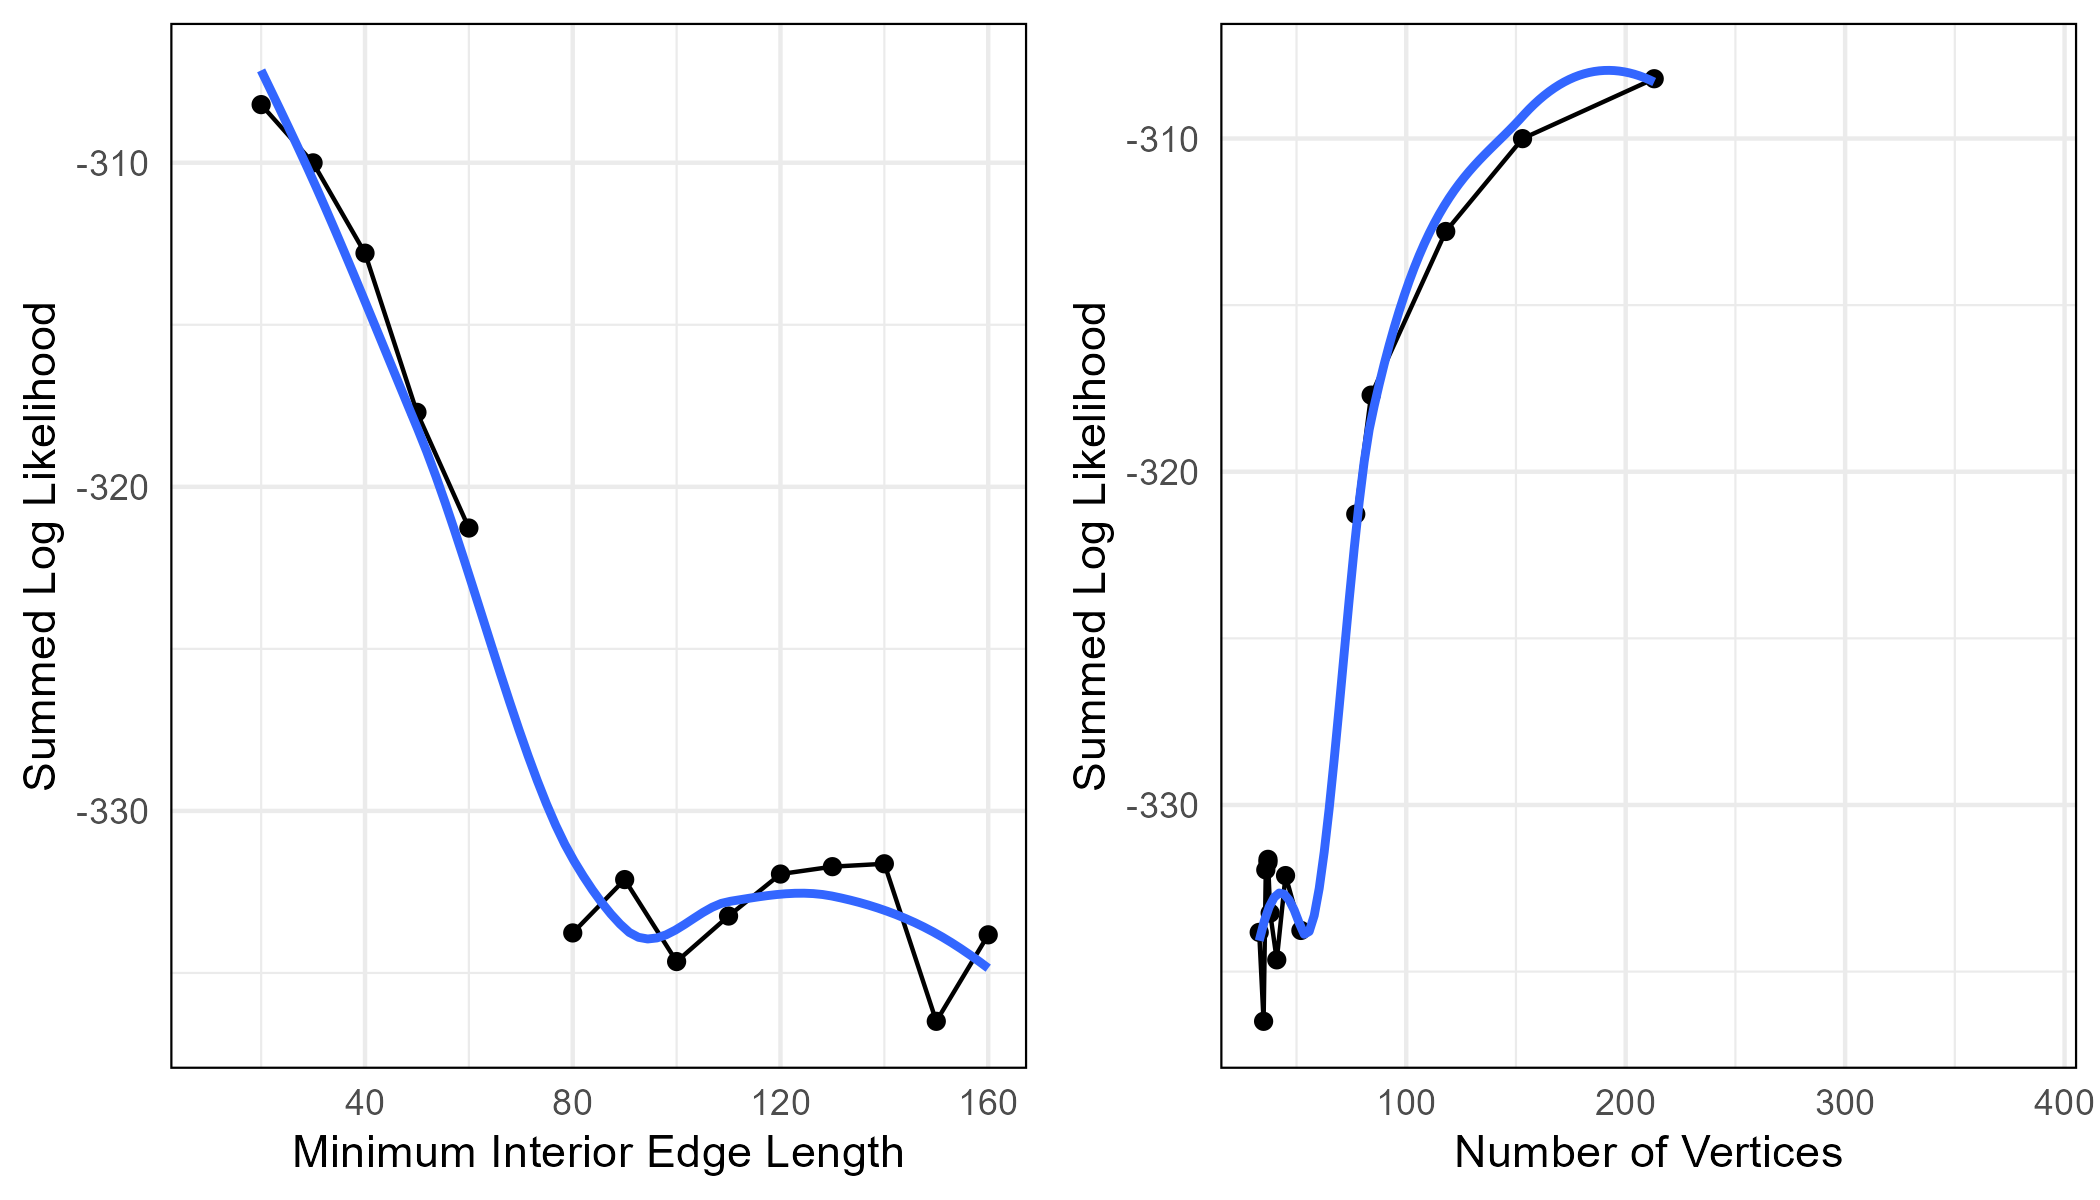 Summed Log Likelihood
-310
-320
-330
40 80 120 160
Minimum Interior Edge Length
Summed Log Likelihood
-310
-320
-330
100 200 300 400
Number of Vertices